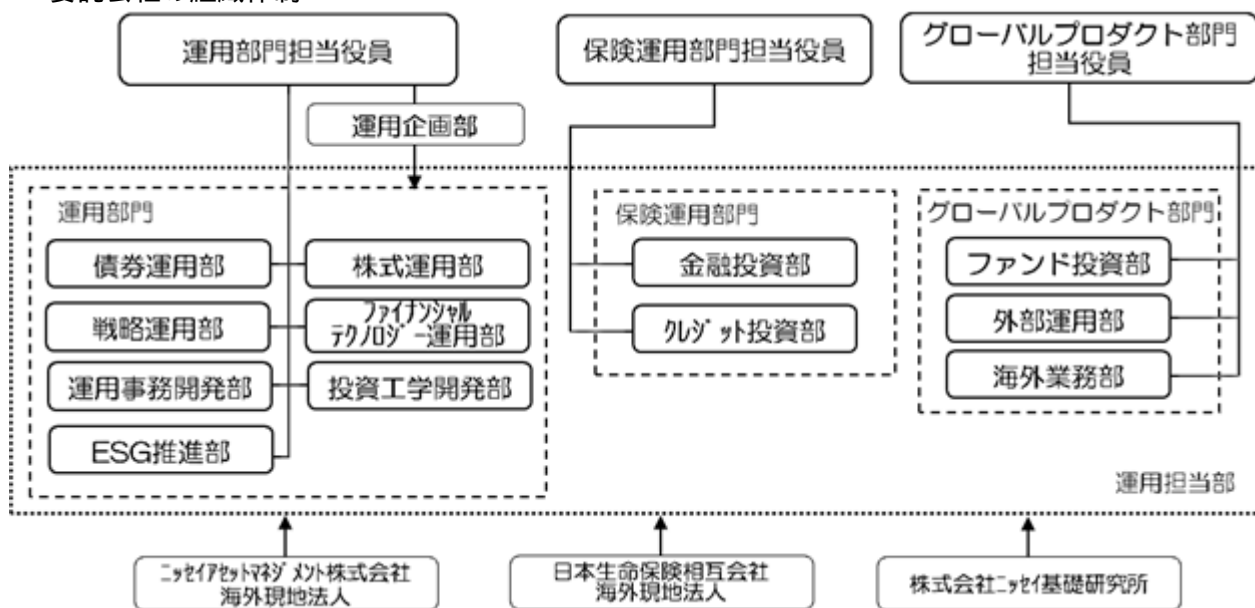 運用部門担当役員
保険運用部門担当役員
グローバルプロダクト部門
担当役員
運用企画部
運用部門
債券運用部
株式運用部
戦略運用部
ファイナンシャル
テクノロジー運用部
運用事務開発部
投資工学開発部
ESG推進部
保険運用部門
金融投資部
クレジット投資部
グローバルプロダクト部門
ファンド投資部
外部運用部
海外業務部
運用担当部
ニッセイアセットマネジメント株式会社
海外現地法人
日本生命保険相互会社
海外現地法人
株式会社ニッセイ基礎研究所